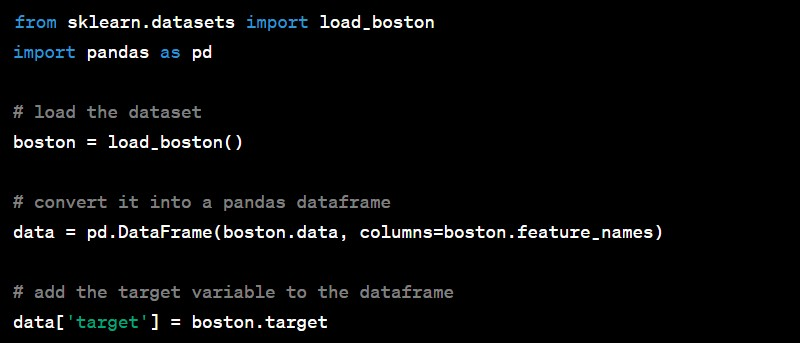 from sklearn.datasets import load_boston
import pandas as pd
# load the dataset
boston = load_boston()
# convert it into a pandas dataframe
data = pd.DataFrame(boston.data, columns=boston.feature_names)
# add the target variable to the dataframe
data['target'] = boston.target